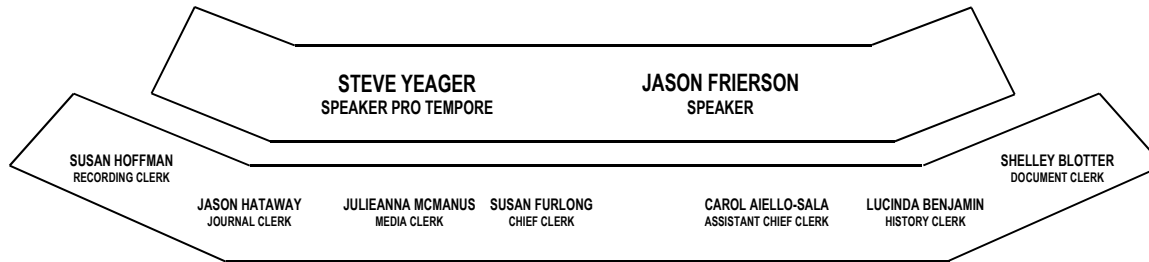 STEVE YEAGER
SPEAKER PRO TEMPORE
JASON FRIERSON
SPEAKER
SUSAN HOFFMAN
RECORDING CLERK
JASON HATAWAY
JOURNAL CLERK
JULIEANNA MCMANUS
MEDIA CLERK
SUSAN FURLONG
CHIEF CLERK
CAROL AIELLO-SALA
ASSISTANT CHIEF CLERK
LUCINDA BENJAMIN
HISTORY CLERK
SHELLEY BLOTTER
DOCUMENT CLERK